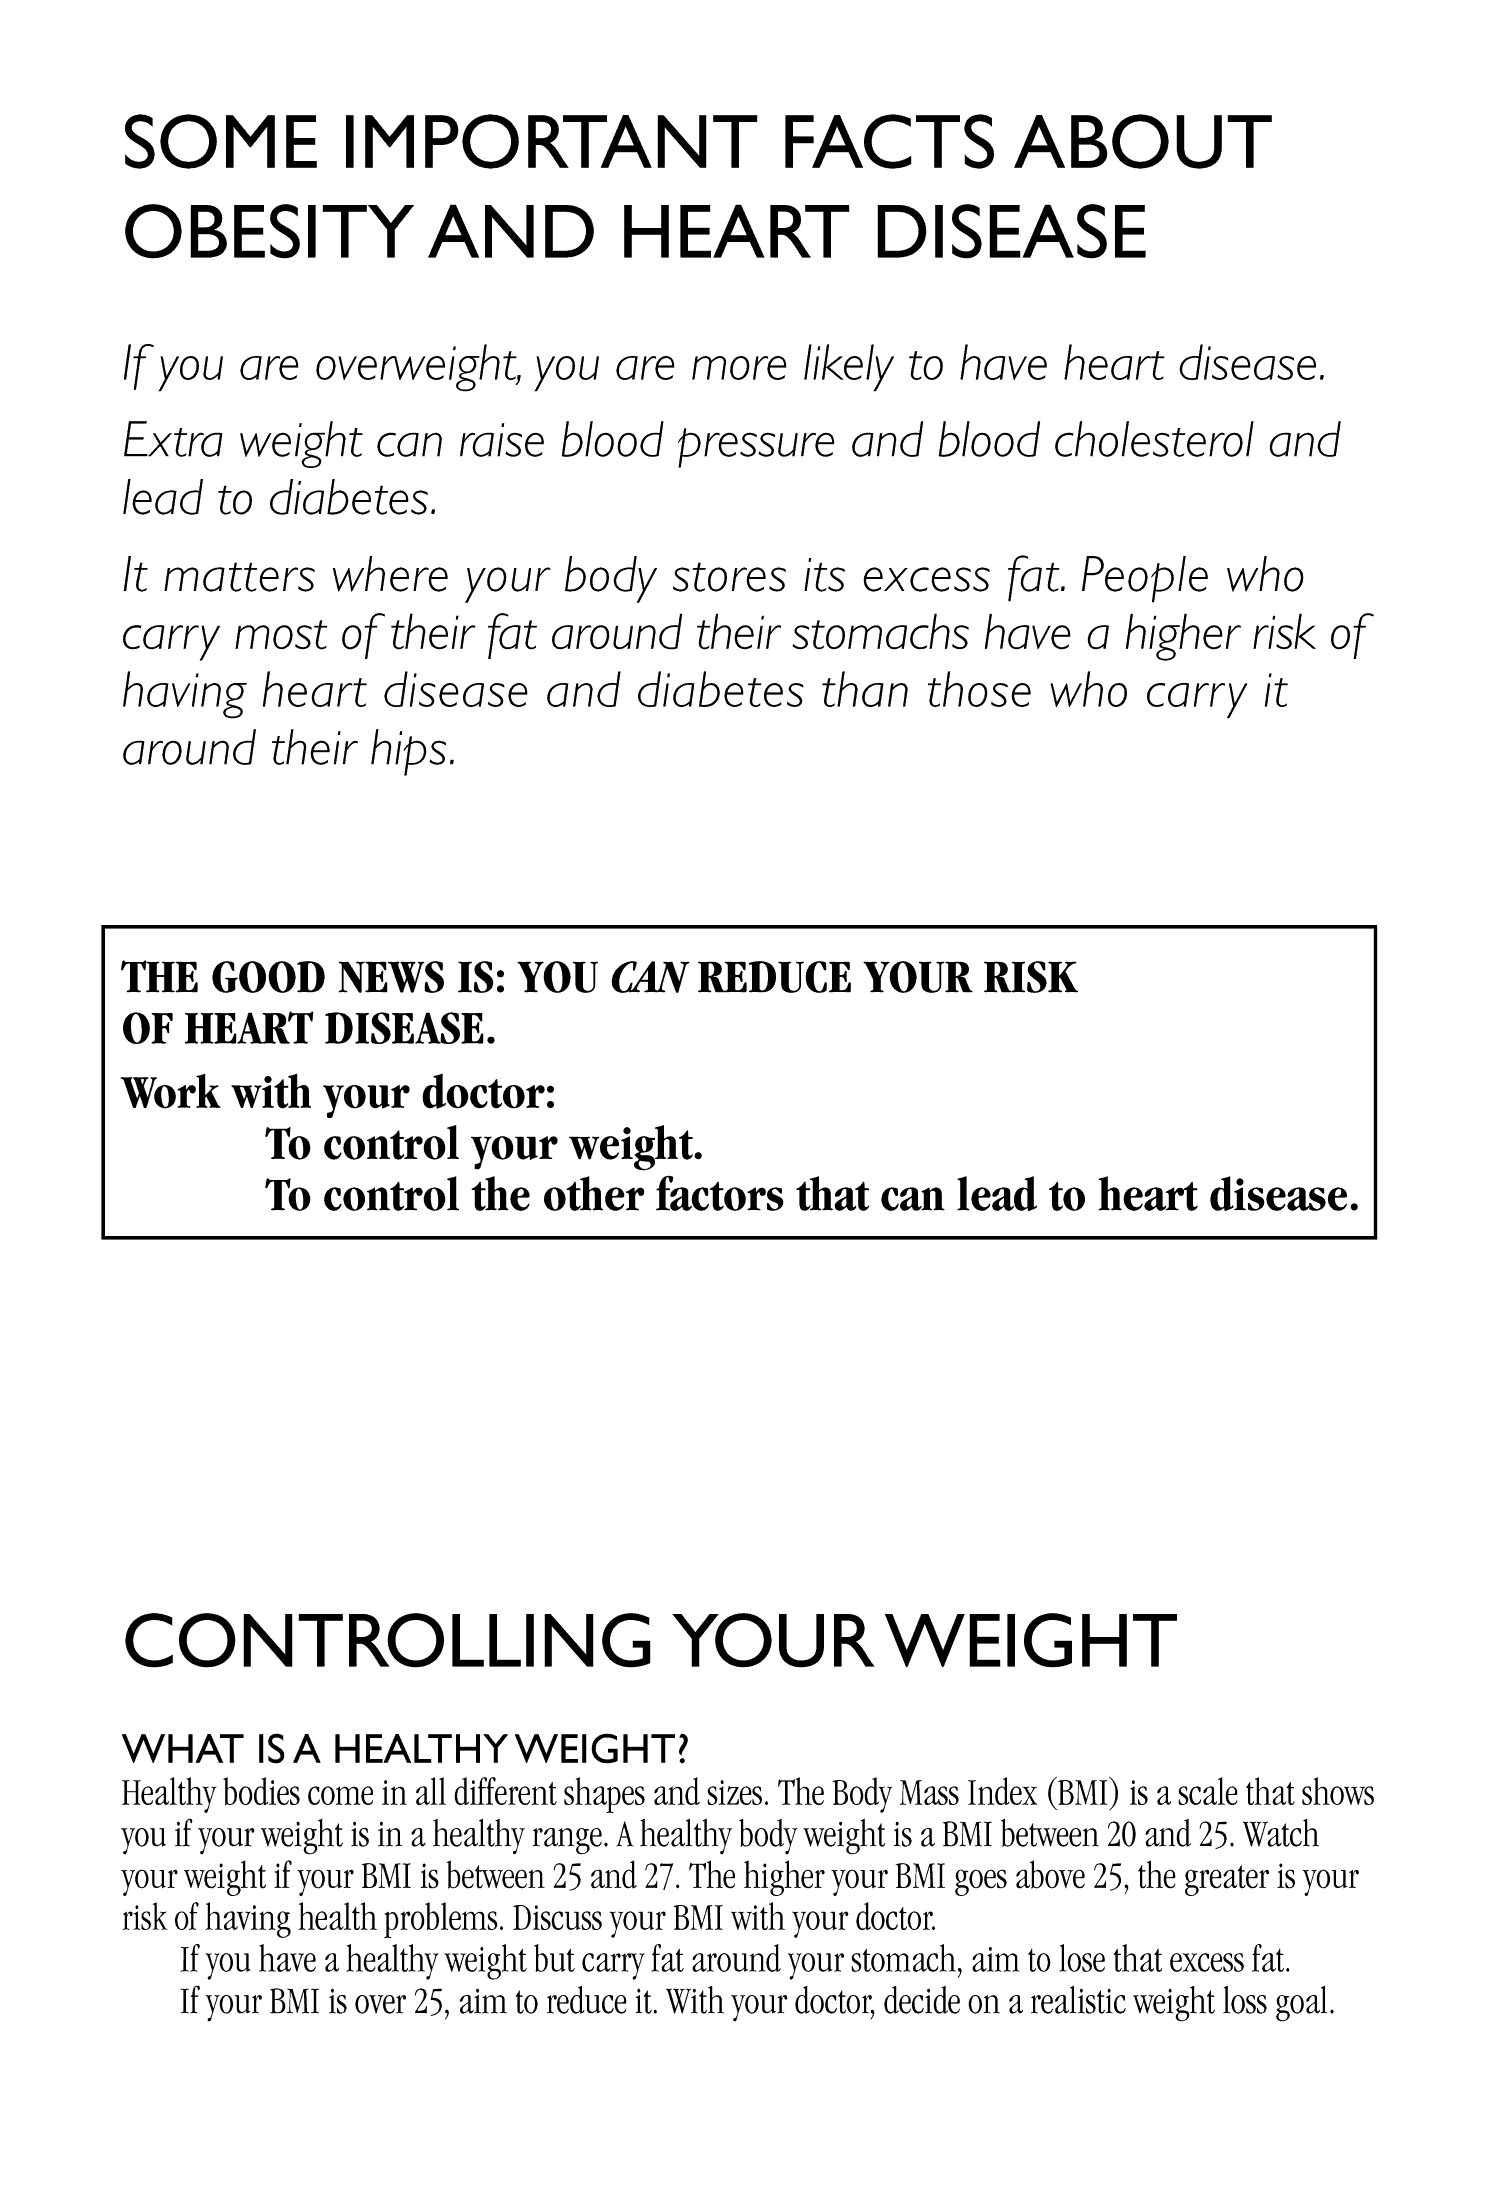 SOME IMPORTANT FACTS ABOUT
OBESITY AND HEART DISEASE
If you are overweight, you are more likely to have heart disease.
Extra weight can raise blood pressure and blood cholesterol and
lead to diabetes.
It matters where your body stores its excess fat. People who
carry most of their fat around their stomachs have a higher risk of
having heart disease and diabetes than those who carry it
around their hips.
THE GOOD NEWS IS: YOU CAN REDUCE YOUR RISK
OF HEART DISEASE.
Work with your doctor:
To control your weight.
To control the other factors that can lead to heart disease.
CONTROLLING YOUR WEIGHT
WHAT IS A HEALTHY WEIGHT?
Healthy bodies come in all different shapes and sizes. The Body Mass Index (BMI) is a scale that shows
you if your weight is in a healthy range. A healthy body weight is a BMI between 20 and 25. Watch
your weight if your BMI is between 25 and 27. The higher your BMI goes above 25, the greater is your
risk of having health problems. Discuss your BMI with your doctor.
If you have a healthy weight but carry fat around your stomach, aim to lose that excess fat.
If your BMI is over 25, aim to reduce it. With your doctor, decide on a realistic weight loss goal.